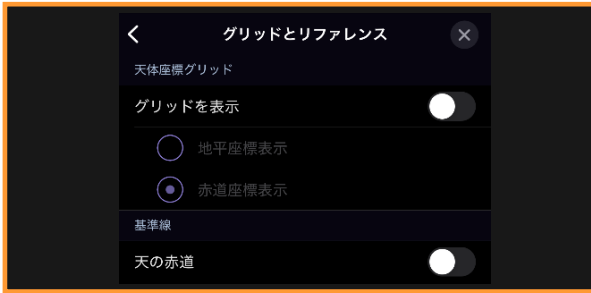 グリッドとリファレンス
天体座標グリッド
グリッドを表示
地平座標表示
赤道座標表示
基準線
天の赤道